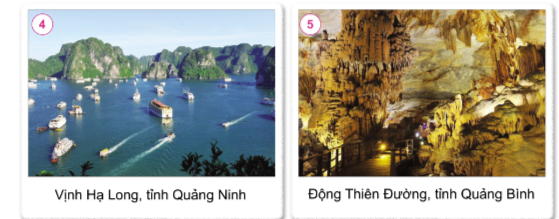 4
5
Vịnh Hạ Long, tỉnh Quảng Ninh
Động Thiên Đường, tỉnh Quảng Bình